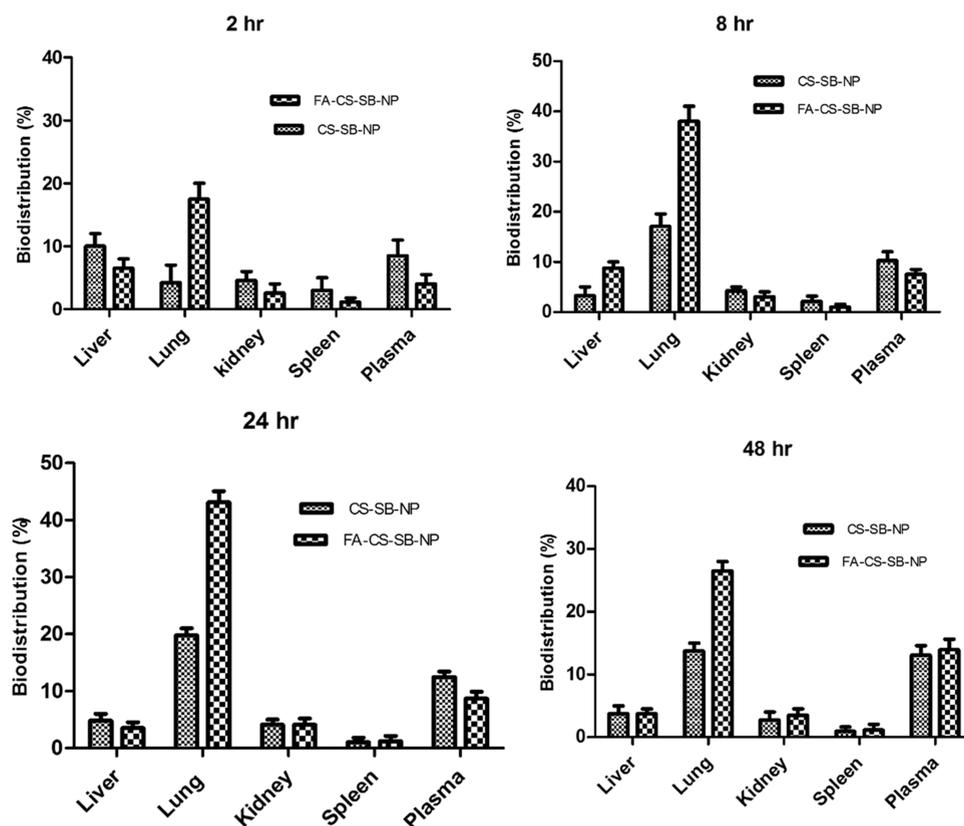 2 hr
Biodistribution (%)
40
30
20
10
0
FA-CS-SB-NP
CS-SB-NP
Liver
Lung
kidney
Spleen
Plasma
8 hr
Biodistribution (%)
50
40
30
20
10
0
CS-SB-NP
FA-CS-SB-NP
Liver
Lung
Kidney
Spleen
Plasma
24 hr
Biodistribution (%)
50
40
30
20
10
0
CS-SB-NP
FA-CS-SB-NP
Liver
Lung
Kidney
Spleen
Plasma
48 hr
Biodistribution (%)
40
30
20
10
0
CS-SB-NP
FA-CS-SB-NP
Liver
Lung
Kidney
Spleen
Plasma